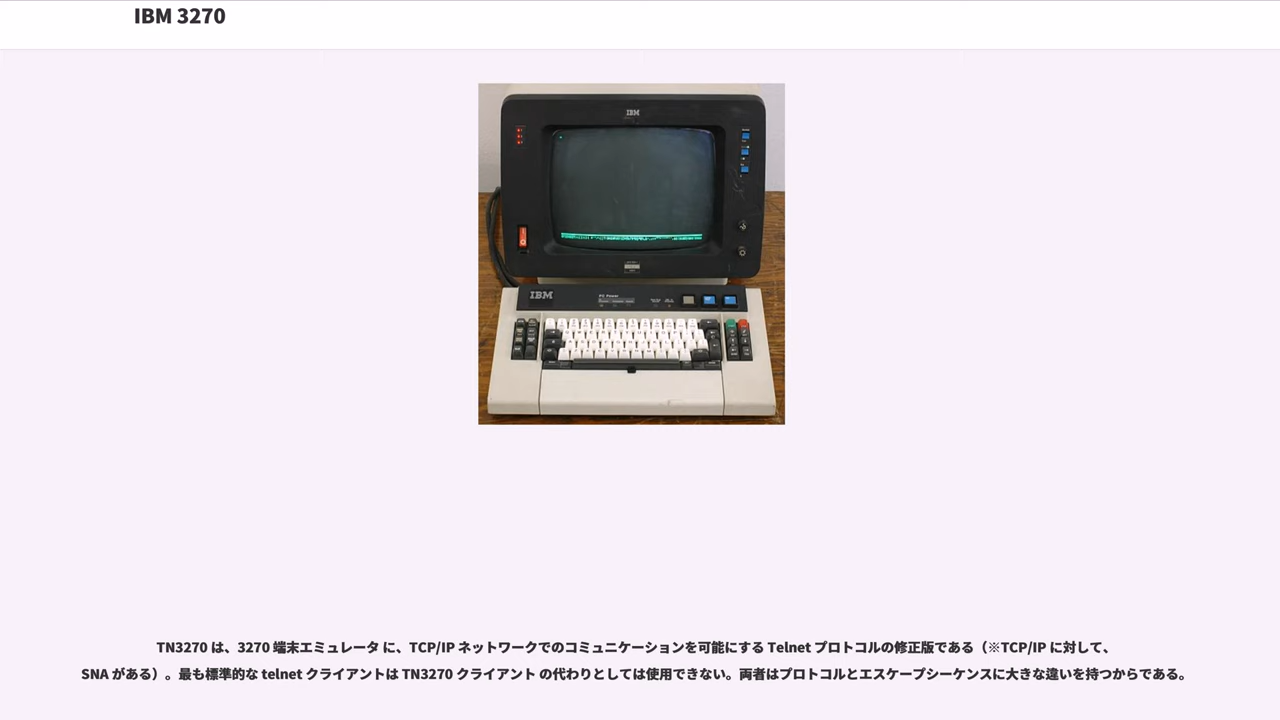 IBM 3270
IBM
IBM
PC Power
TN3270 は、3270 端末エミュレータ に、TCP/IP ネットワークでのコミュニケーションを可能にする Telnet プロトコルの修正版である（※TCP/IP に対して、
SNA がある）。最も標準的な telnet クライアントは TN3270 クライアント の代わりとしては使用できない。両者はプロトコルとエスケープシーケンスに大きな違いを持つからである。